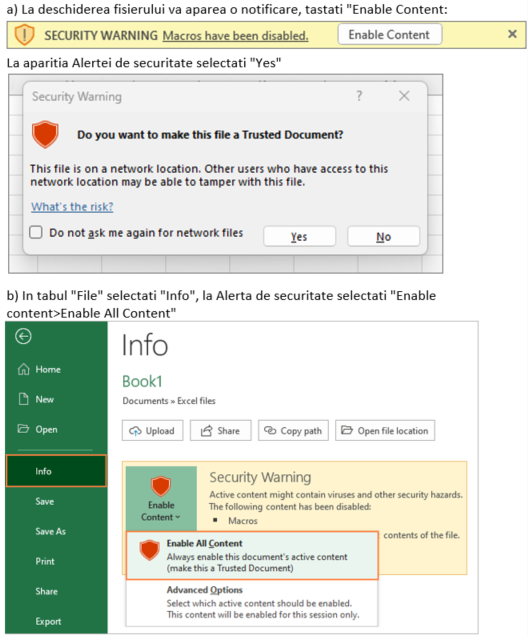 a) La deschiderea fisierului va aparea o notificare, tastati "Enable Content:
SECURITY WARNING Macros have been disabled. Enable Content
La aparitia Alertei de securitate selectati "Yes"
Security Warning ?
Do you want to make this file a Trusted Document?
This file is on a network location. Other users who have access to this
network location may be able to tamper with this file.
What's the risk?
Do not ask me again for network files Yes No
b) In tabul "File" selectati "Info", la Alerta de securitate selectati "Enable
content>Enable All Content"
Info
Book1
Documents » Excel files
Home
New
Open
Info
Save
Save As
Print
Share
Export
Upload Share Copy path Open file location
Enable
Content
Security Warning
Active content might contain viruses and other security hazards.
The following content has been disabled:
▪ Macros
contents of the file.
Enable All Content
Always enable this document's active content
(make this a Trusted Document)
Advanced Options
Select which active content should be enabled.
This content will be enabled for this session only.